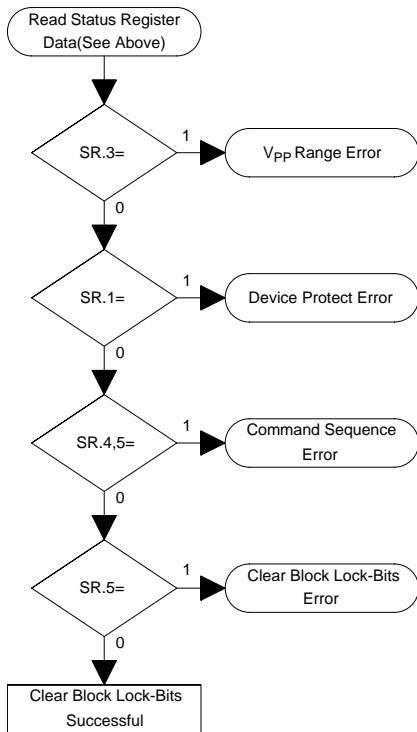 Read Status Register
Data(See Above)
SR.3=
1
VPP Range Error
0
SR.1=
1
Device Protect Error
0
SR.4,5=
1
Command Sequence
Error
0
SR.5=
1
Clear Block Lock-Bits
Error
0
Clear Block Lock-Bits
Successful